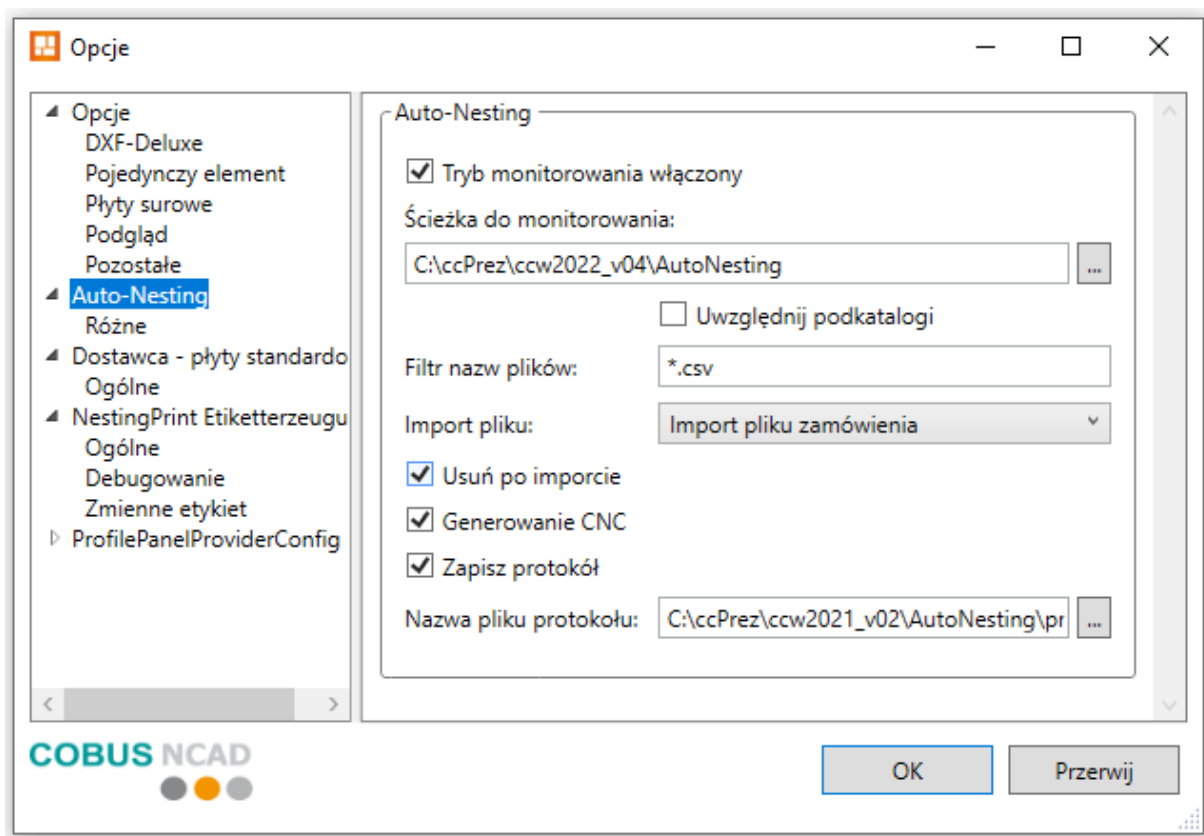 Opcje
Opcje
DXF-Deluxe
Pojedynczy element
Płyty surowe
Podgląd
Pozostałe
Auto-Nesting
Różne
Dostawca - płyty standardo
Ogólne
NestingPrint Etiketterzeugu
Ogólne
Debugowanie
Zmienne etykiet
ProfilePanelProviderConfig
Auto-Nesting
Tryb monitorowania włączony
Ścieżka do monitorowania:
C:\ccPrez\ccw2022_v04\AutoNesting ...
Uwzględnij podkatalogi
Filtr nazw plików: *.csv
Import pliku: Import pliku zamówienia
Usuń po imporcie
Generowanie CNC
Zapisz protokół
Nazwa pliku protokołu: C:\ccPrez\ccw2021_v02\AutoNesting\pr ...
COBUS NCAD
OK Przerwij